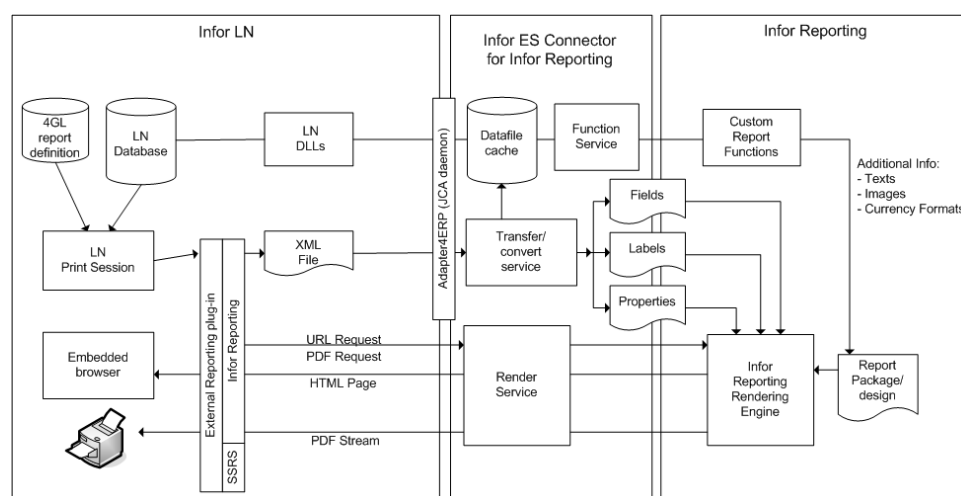 Infor LN
Infor ES Connector
for Infor Reporting
Infor Reporting
4GL
report
definition
LN
Database
LN
DLLs
Adapter4ERP (JCA daemon)
Datafile
cache
Function
Service
Custom
Report
Functions
Additional Info:
- Texts
- Images
- Currency Formats
LN
Print Session
External Reporting plug-in
Infor Reporting
SSRS
XML
File
Transfer/
convert
service
Fields
Labels
Properties
Embedded
browser
URL Request
PDF Request
HTML Page
PDF Stream
Render
Service
Infor
Reporting
Rendering
Engine
Report
Package/
design